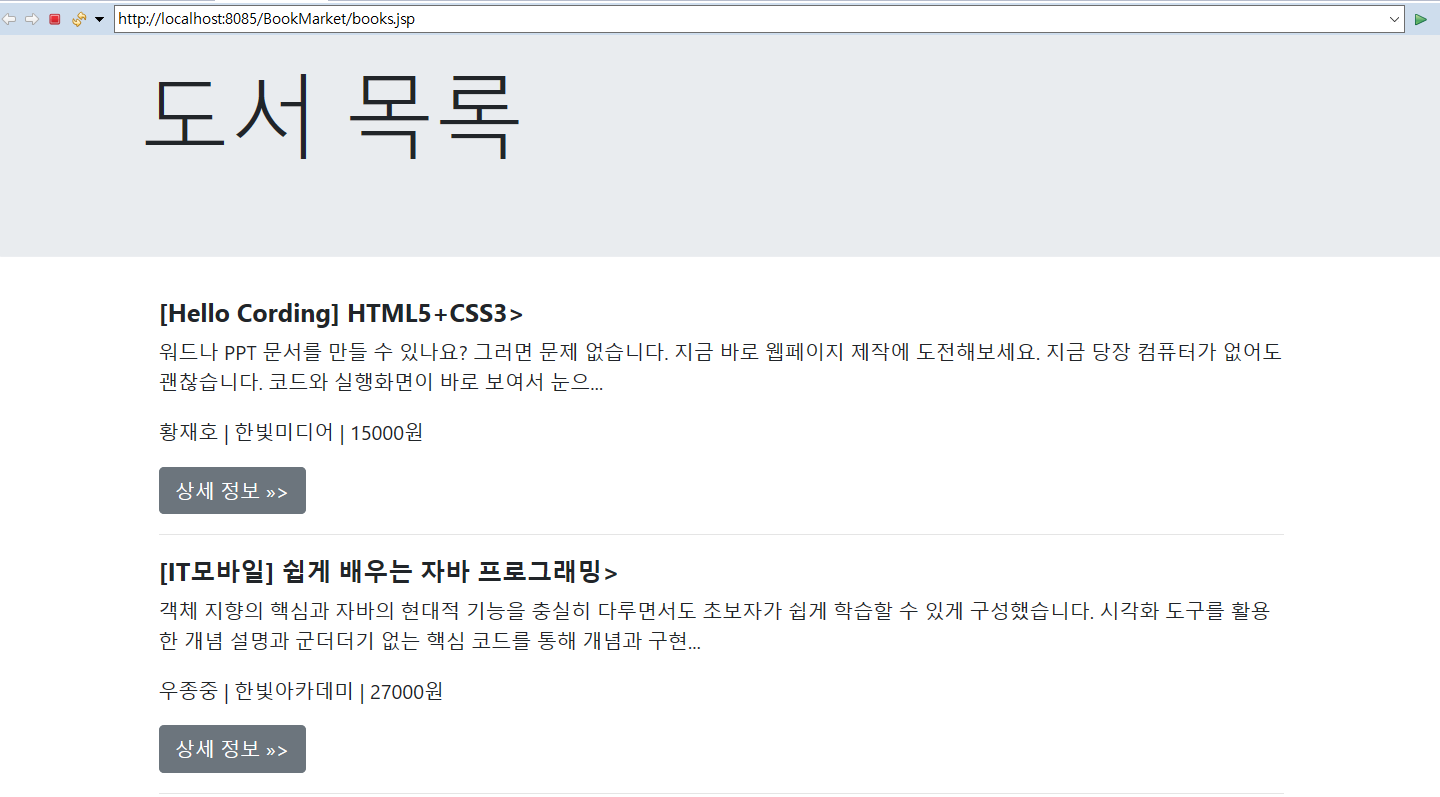 http://localhost:8085/BookMarket/books.jsp
도서 목록
[Hello Cording] HTML5+CSS3>
워드나 PPT 문서를 만들 수 있나요? 그러면 문제 없습니다. 지금 바로 웹페이지 제작에 도전해보세요. 지금 당장 컴퓨터가 없어도
괜찮습니다. 코드와 실행화면이 바로 보여서 눈으...
황재호 | 한빛미디어 | 15000원
상세 정보 »>
[IT모바일] 쉽게 배우는 자바 프로그래밍>
객체 지향의 핵심과 자바의 현대적 기능을 충실히 다루면서도 초보자가 쉽게 학습할 수 있게 구성했습니다. 시각화 도구를 활용
한 개념 설명과 군더더기 없는 핵심 코드를 통해 개념과 구현...
우종중 | 한빛아카데미 | 27000원
상세 정보 »>